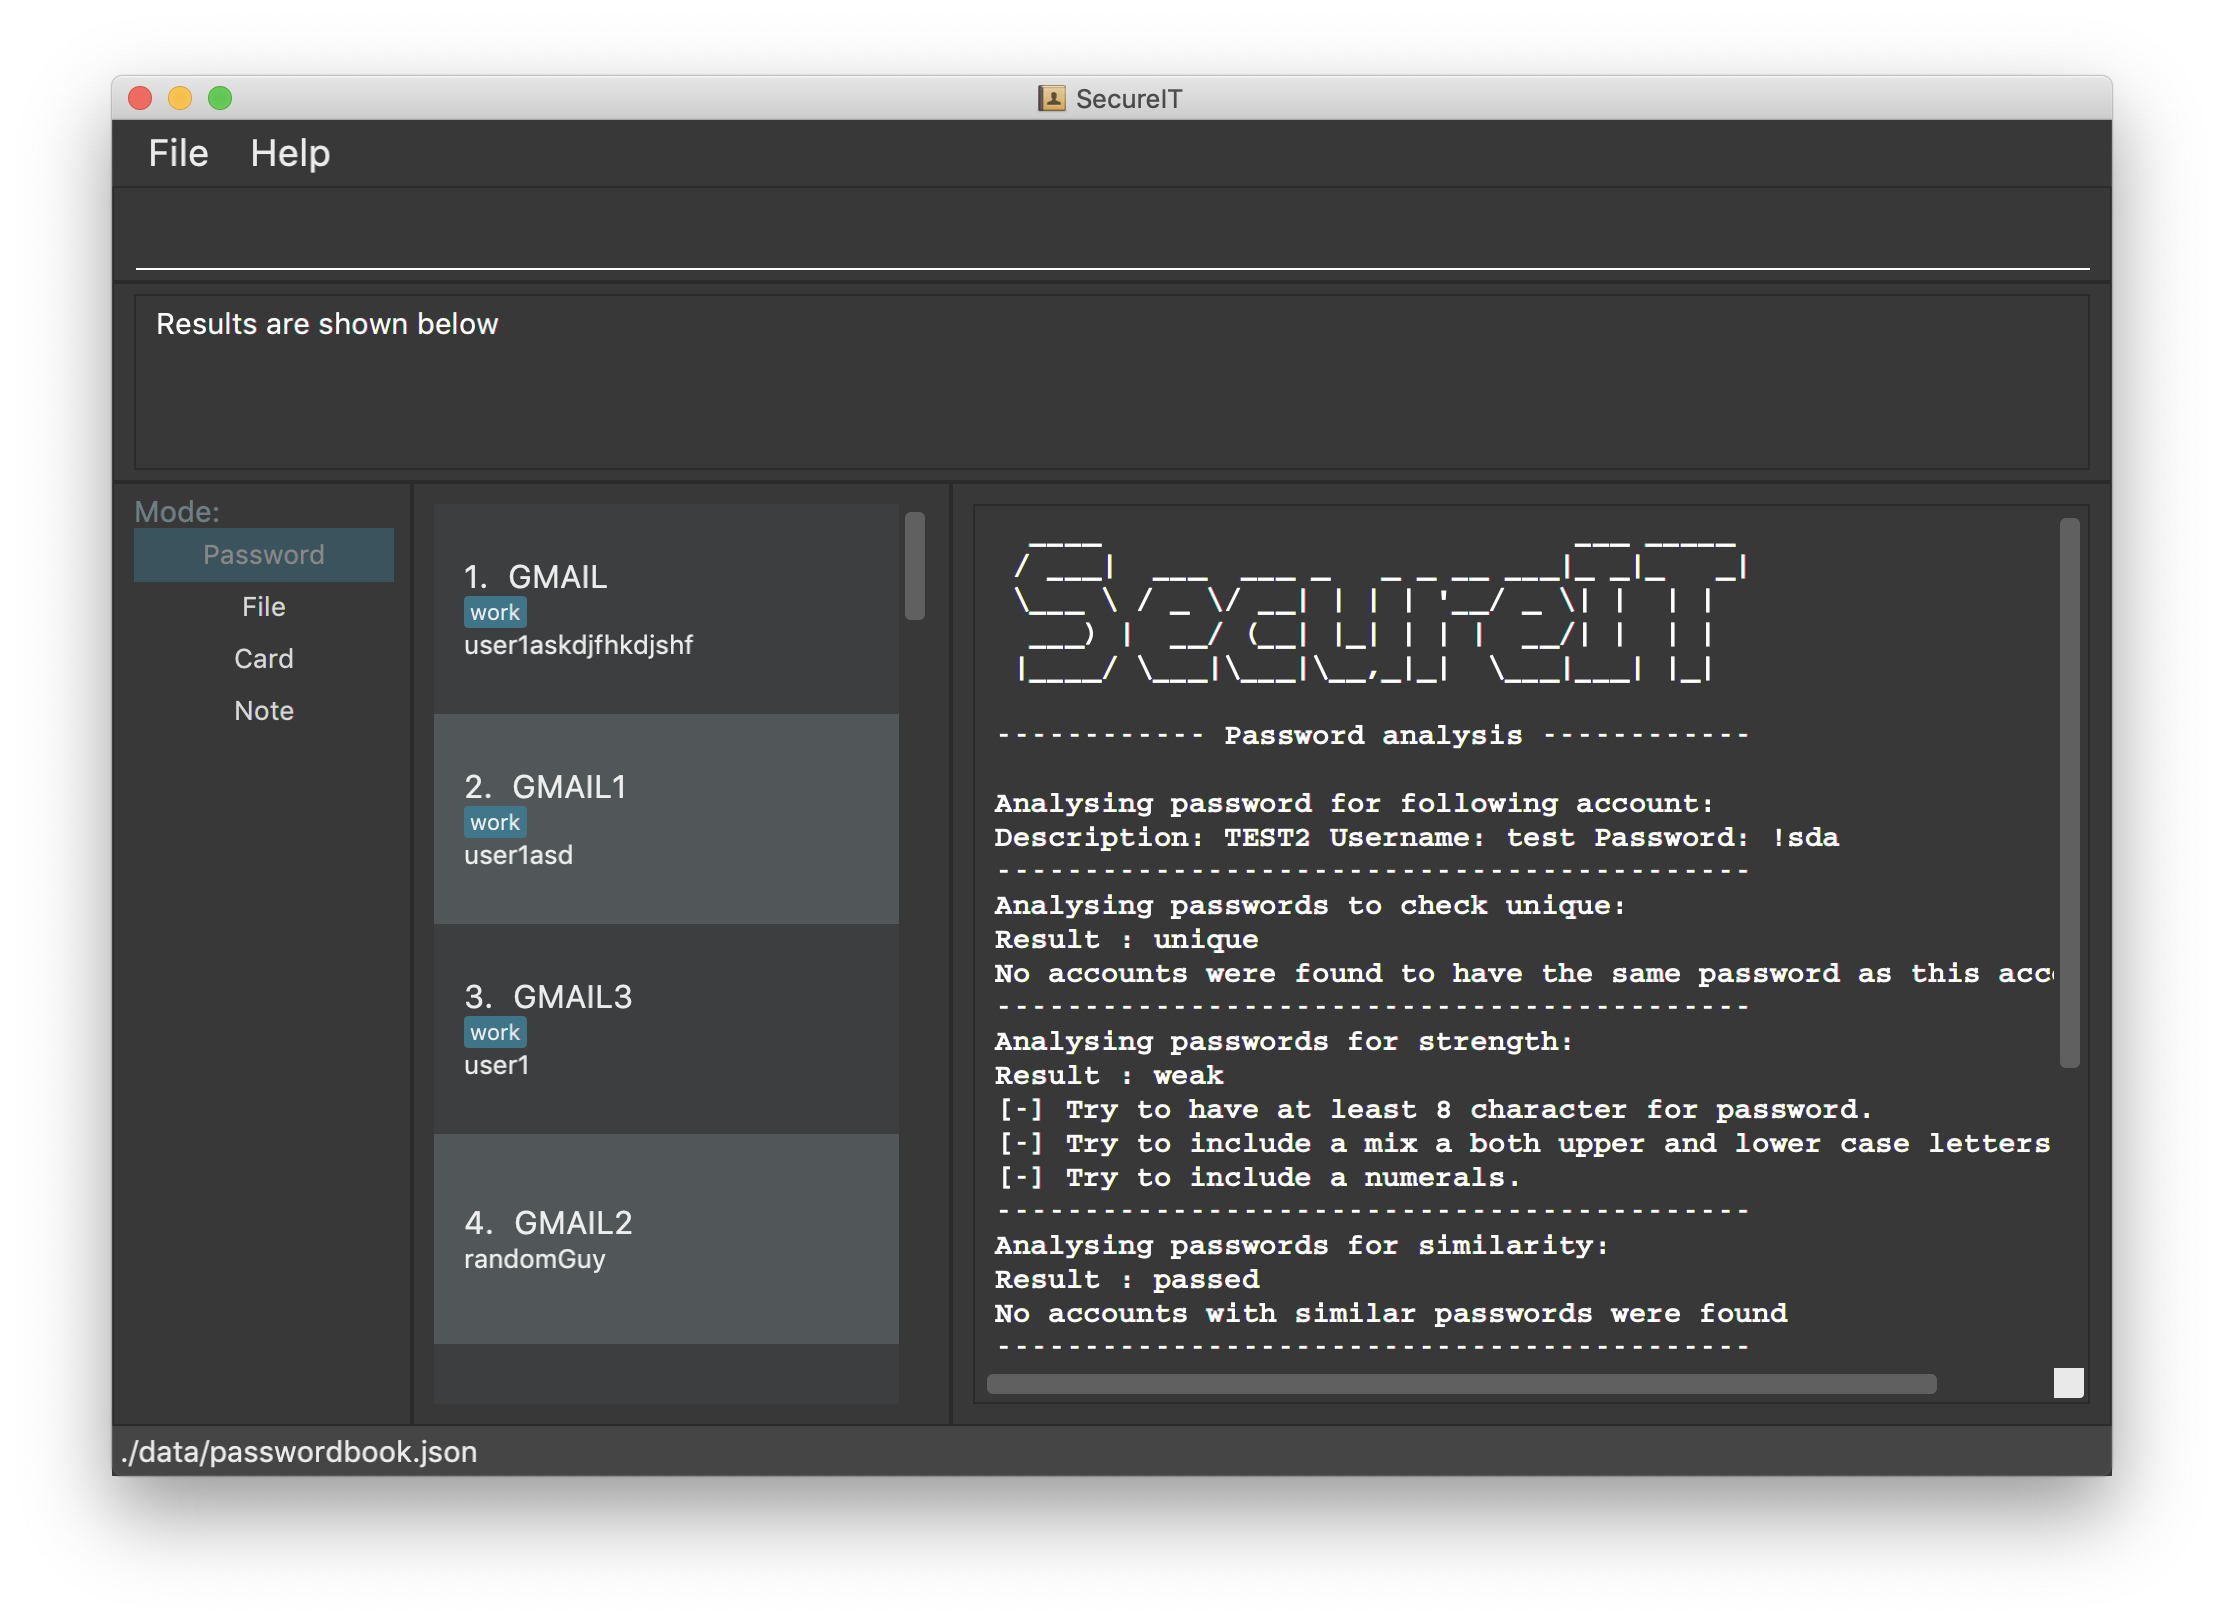 SecureIT
File Help
Results are shown below
Mode:
Password
File
Card
Note
1. GMAIL
work
user1askdjfhkdjshf
2. GMAIL1
work
user1asd
3. GMAIL3
work
user1
4. GMAIL2
randomGuy
SecureIT
------------ Password analysis ------------
Analysing password for following account:
Description: TEST2 Username: test Password: !sda
-------------------------------------------
Analysing passwords to check unique:
Result : unique
No accounts were found to have the same password as this acc
-------------------------------------------
Analysing passwords for strength:
Result : weak
[-] Try to have at least 8 character for password.
[-] Try to include a mix a both upper and lower case letters
[-] Try to include a numerals.
-------------------------------------------
Analysing passwords for similarity:
Result : passed
No accounts with similar passwords were found
-------------------------------------------
./data/passwordbook.json